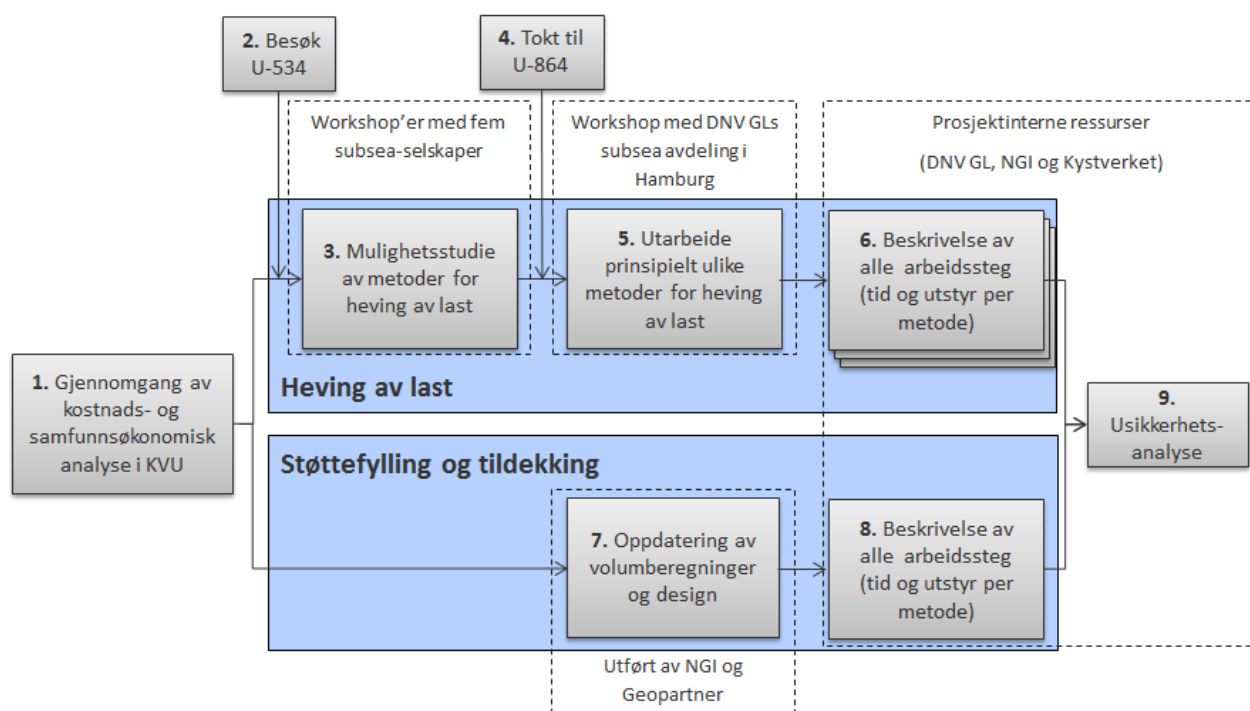 2. Besøk
U-534
4. Tokt til
U-864
Workshop’er med fem
subsea-selskaper
Workshop med DNV GLs
subsea avdeling i
Hamburg
Prosjektinterne ressurser
(DNV GL, NGI og Kystverket)
3. Mulighetsstudie
av metoder for
heving av last
5. Utarbeide
prinsipielt ulike
metoder for heving
av last
6. Beskrivelse av
alle arbeidssteg
(tid og utstyr per
metode)
Heving av last
1. Gjennomgang av
kostnads- og
samfunnsøkonomisk
analyse i KVU
9.
Usikkerhets-
analyse
Støttefylling og tildekking
7. Oppdatering av
volumberegninger
og design
8. Beskrivelse av
alle arbeidssteg
(tid og utstyr per
metode)
Utført av NGI og
Geopartner